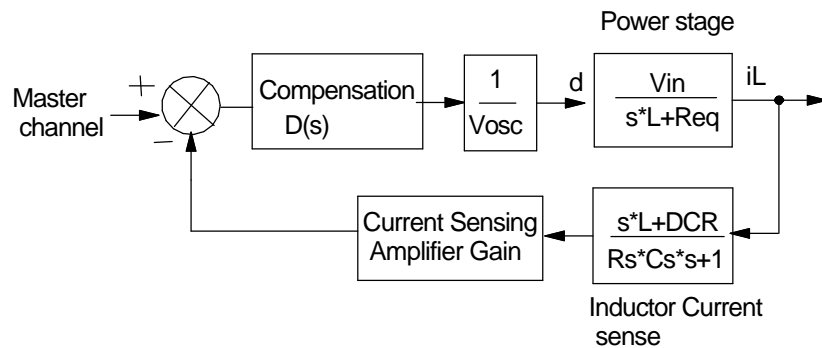 Power stage
Master
channel
+
−
Compensation
D(s)
1
Vosc
d
Vin
s*L+Req
iL
Current Sensing
Amplifier Gain
s*L+DCR
Rs*Cs*s+1
Inductor Current
sense